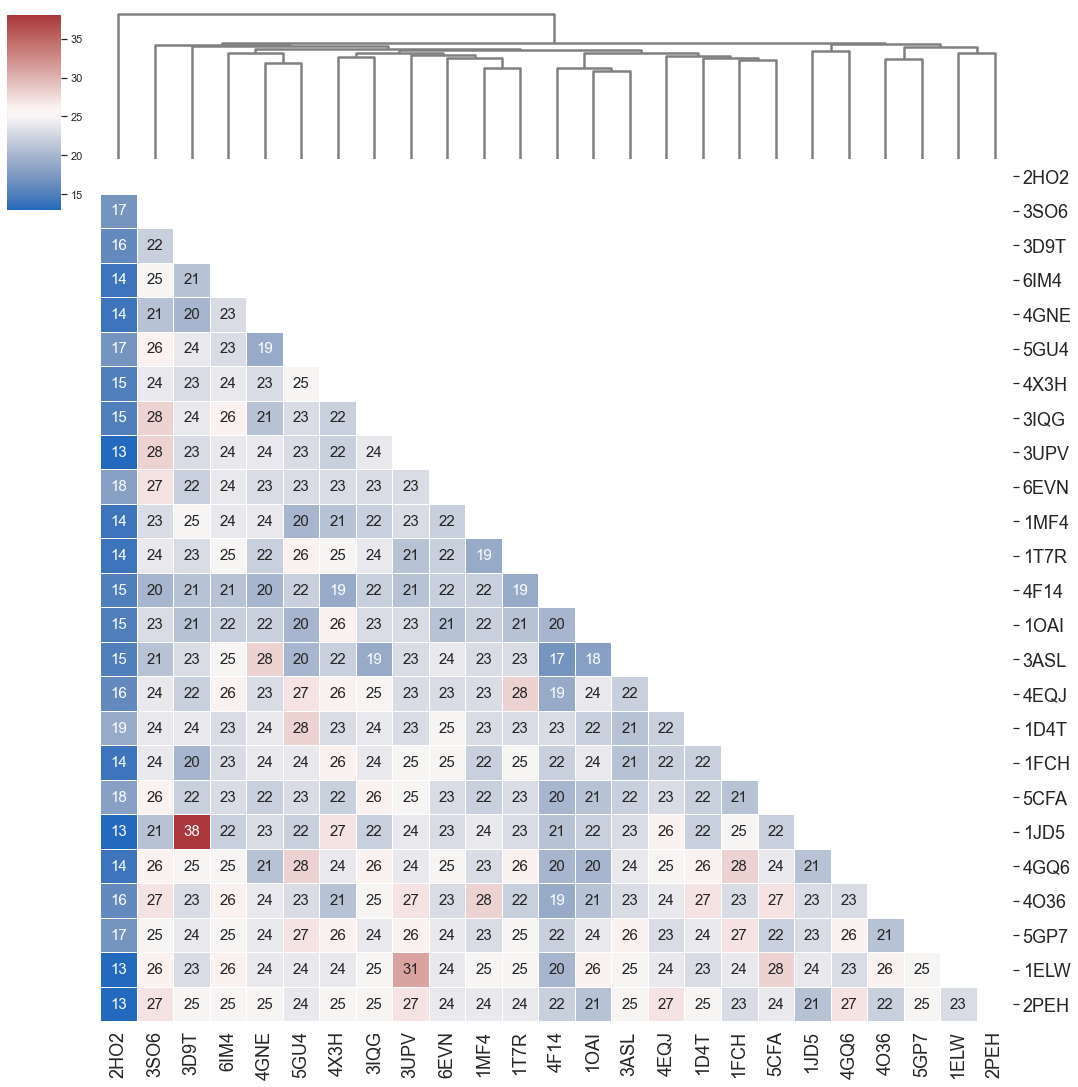 35
30
25
20
15
2HO2
17 3SO6
16 22 3D9T
14 25 21 6IM4
14 21 20 23 4GNE
17 26 24 23 19 5GU4
15 24 23 24 23 25 4X3H
15 28 24 26 21 23 22 3IQG
13 28 23 24 24 23 22 24 3UPV
18 27 22 24 23 23 23 23 23 6EVN
14 23 25 24 24 20 21 22 23 22 1MF4
14 24 23 25 22 26 25 24 21 22 19 1T7R
15 20 21 21 20 22 19 22 21 22 22 19 4F14
15 23 21 22 22 20 26 23 23 21 22 21 20 1OAI
15 21 23 25 28 20 22 19 23 24 23 23 17 18 3ASL
16 24 22 26 23 27 26 25 23 23 23 28 19 24 22 4EQJ
19 24 24 23 24 28 23 24 23 25 23 23 23 22 21 22 1D4T
14 24 20 23 24 24 26 24 25 25 22 25 22 24 21 22 22 1FCH
18 26 22 23 22 23 22 26 25 23 22 23 20 21 22 23 22 21 5CFA
13 21 38 22 23 22 27 22 24 23 24 23 21 22 23 26 22 25 22 1JD5
14 26 25 25 21 28 24 26 24 25 23 26 20 20 24 25 26 28 24 21 4GQ6
16 27 23 26 24 23 21 25 27 23 28 22 19 21 23 24 27 23 27 23 23 4O36
17 25 24 25 24 27 26 24 26 24 23 25 22 24 26 23 24 27 22 23 26 21 5GP7
13 26 23 26 24 24 24 25 31 24 25 25 20 26 25 24 23 24 28 24 23 26 25 1ELW
13 27 25 25 25 24 25 25 27 24 24 24 22 21 25 27 25 23 24 21 27 22 25 23 2PEH
2HO2 3SO6 3D9T 6IM4 4GNE 5GU4 4X3H 3IQG 3UPV 6EVN 1MF4 1T7R 4F14 1OAI 3ASL 4EQJ 1D4T 1FCH 5CFA 1JD5 4GQ6 4O36 5GP7 1ELW 2PEH